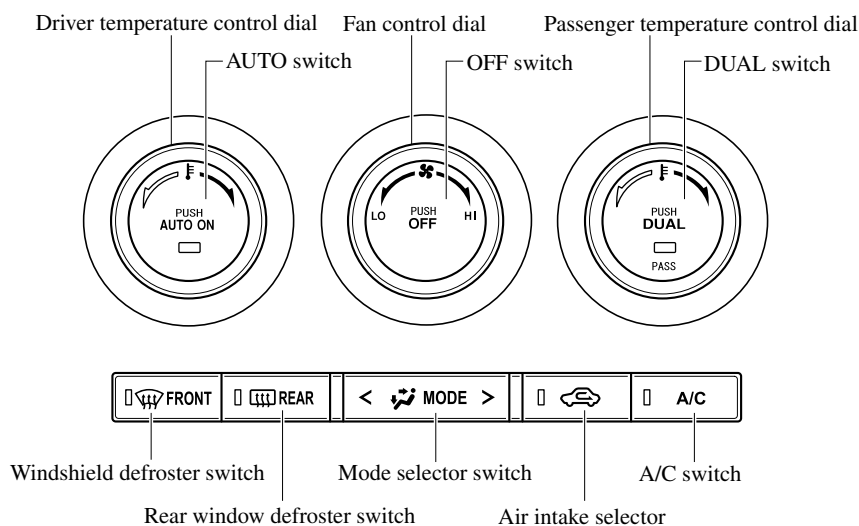 Driver temperature control dial
Fan control dial
Passenger temperature control dial
AUTO switch
OFF switch
DUAL switch
PUSH
AUTO ON
LO
PUSH
OFF
HI
PUSH
DUAL
PASS
FRONT
REAR
< MODE >
A/C
Windshield defroster switch
Mode selector switch
A/C switch
Rear window defroster switch
Air intake selector